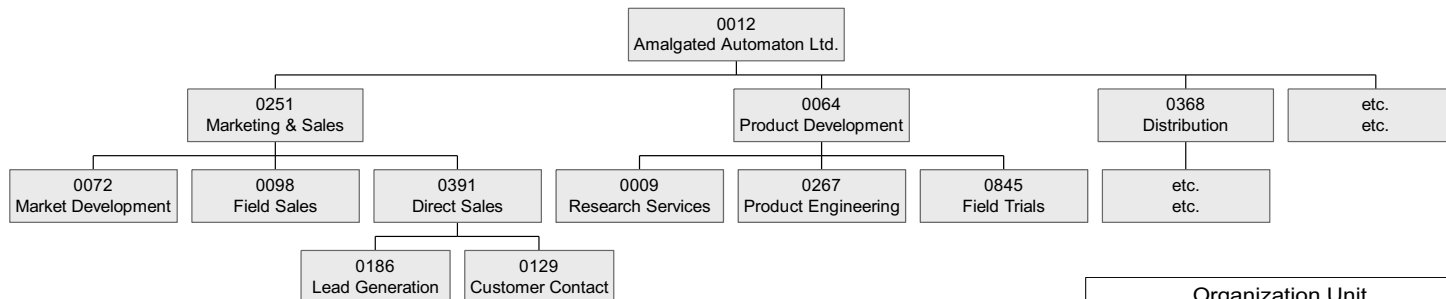 0012
Amalgated Automaton Ltd.
0251
Marketing & Sales
0064
Product Development
0368
Distribution
etc.
etc.
0072
Market Development
0098
Field Sales
0391
Direct Sales
0009
Research Services
0267
Product Engineering
0845
Field Trials
etc.
etc.
0186
Lead Generation
0129
Customer Contact
Organization Unit